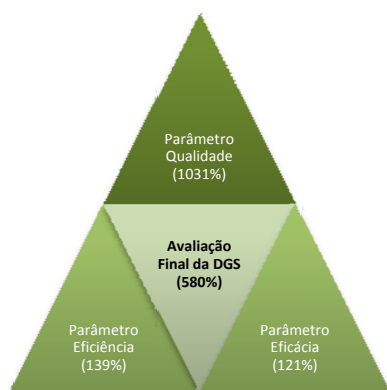 Parâmetro
Qualidade
(1031%)
Avaliação
Final da DGS
(580%)
Parâmetro
Eficiência
(139%)
Parâmetro
Eficácia
(121%)